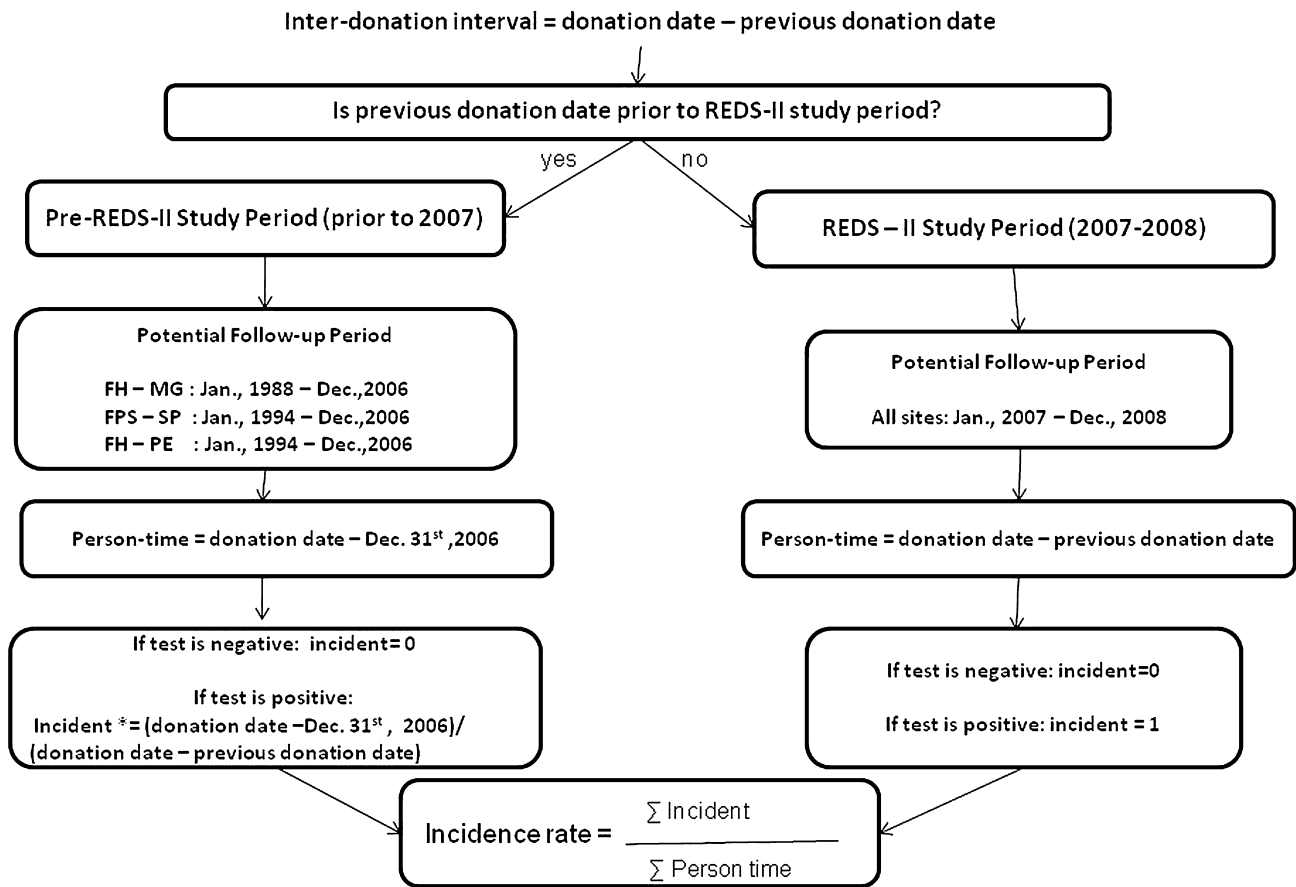 Inter-donation interval = donation date – previous donation date
Is previous donation date prior to REDS-II study period?
yes
no
Pre-REDS-II Study Period (prior to 2007)
REDS – II Study Period (2007-2008)
Potential Follow-up Period
FH – MG : Jan., 1988 – Dec.,2006
FPS – SP : Jan., 1994 – Dec.,2006
FH – PE : Jan., 1994 – Dec.,2006
Potential Follow-up Period
All sites: Jan., 2007 – Dec., 2008
Person-time = donation date – Dec. 31st ,2006
Person-time = donation date – previous donation date
If test is negative: incident= 0
If test is positive:
Incident *= (donation date –Dec. 31st , 2006)/
(donation date – previous donation date)
If test is negative: incident=0
If test is positive: incident = 1
Incidence rate =
∑ Incident
∑ Person time